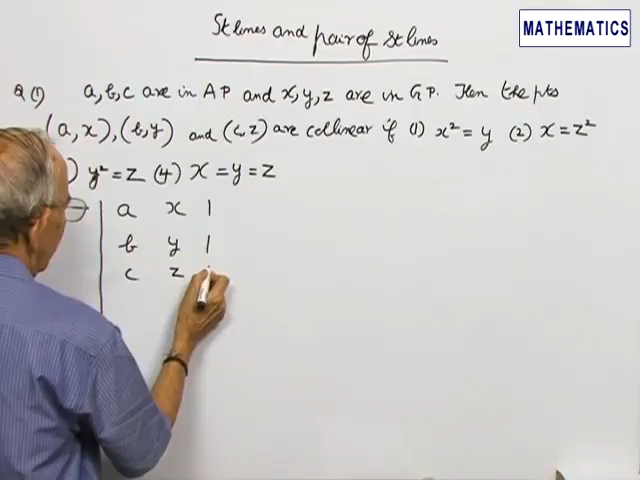 MATHEMATICS
St lines and pair of St lines
Q (1) a, b, c are in AP and x, y, z are in GP. Then the pts
(a, x), (b, y) and (c, z) are collinear if (1) x² = y (2) x = z²
) y² = z (4) x = y = z
a x 1
b y 1
c z